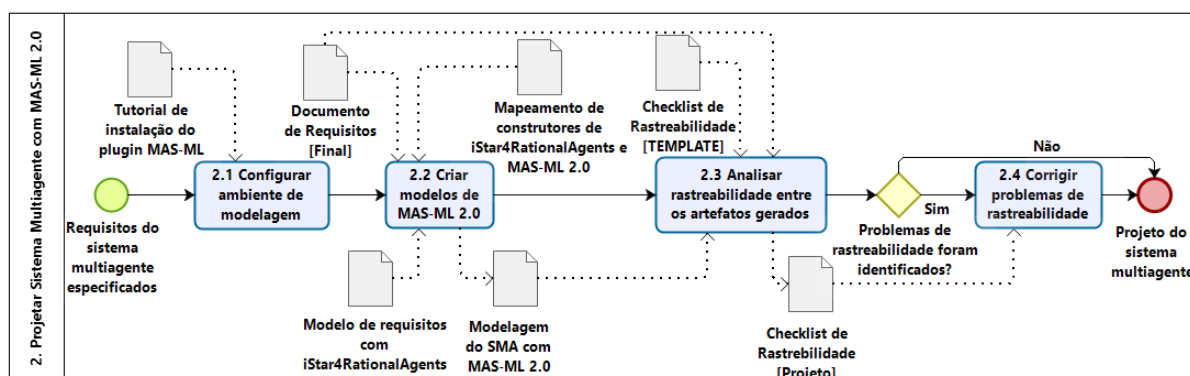 2. Projetar Sistema Multiagente com MAS-ML 2.0
Tutorial de
instalação do
plugin MAS-ML
Documento
de Requisitos
[Final]
Mapeamento de
construtores de
iStar4RationalAgents e
MAS-ML 2.0
Checklist de
Rastreabilidade
[TEMPLATE]
Não
2.1 Configurar
ambiente de
modelagem
2.2 Criar
modelos de
MAS-ML 2.0
2.3 Analisar
rastreabilidade entre
os artefatos gerados
2.4 Corrigir
problemas de
rastreabilidade
Sim
Requisitos do
sistema
multiagente
especificados
Problemas de
rastreabilidade foram
identificados?
Projeto do
sistema
multiagente
Modelo de requisitos
com
iStar4RationalAgents
Modelagem
do SMA com
MAS-ML 2.0
Checklist de
Rastrebilidade
[Projeto]